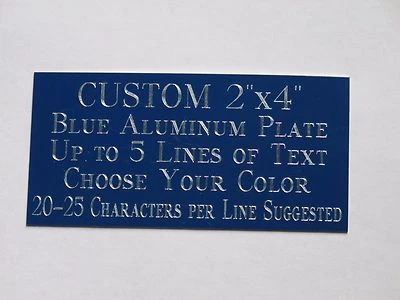 CUSTOM 2"x4"
BLUE ALUMINUM PLATE
UP TO 5 LINES OF TEXT
CHOOSE YOUR COLOR
20-25 CHARACTERS PER LINE SUGGESTED